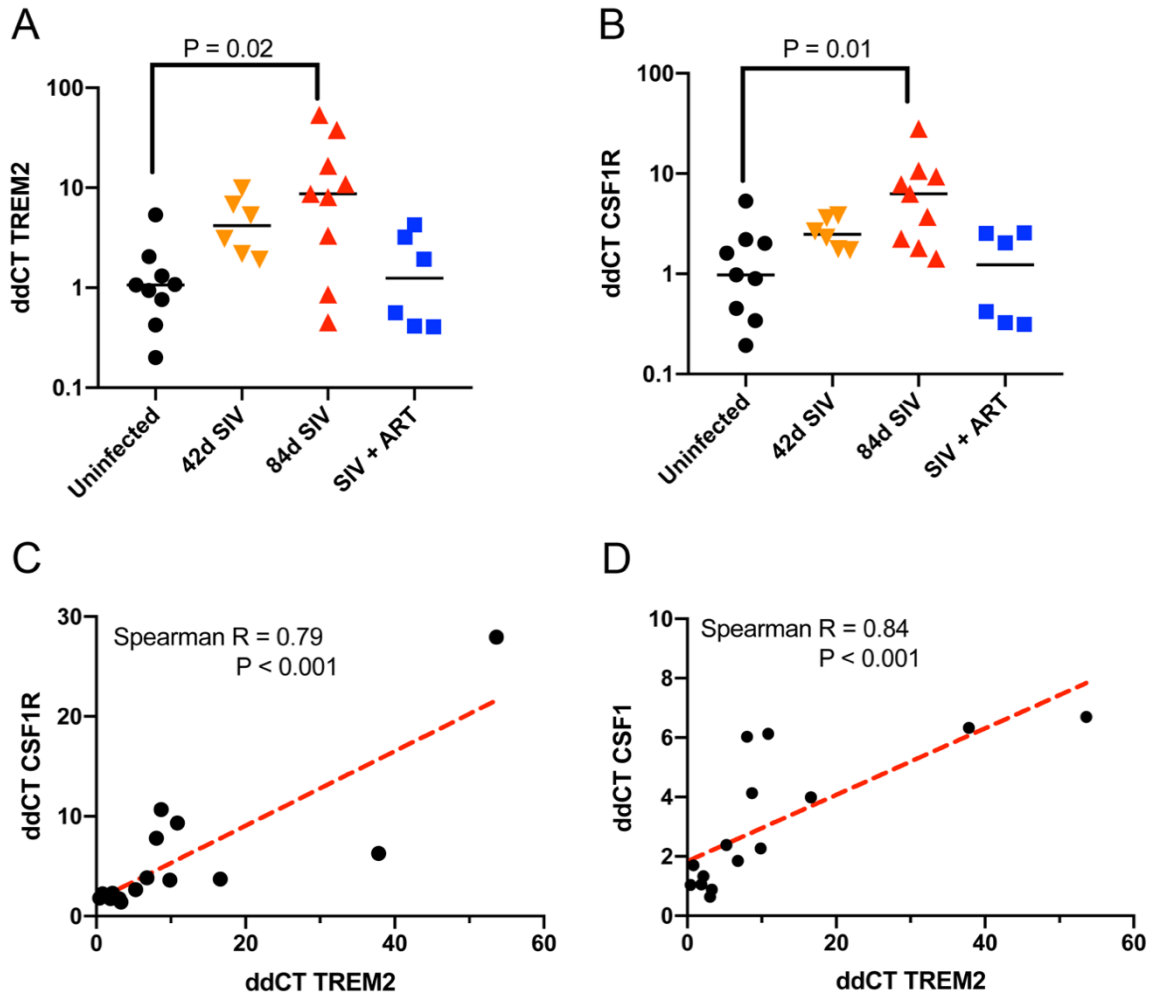 A
P = 0.02
ddCT TREM2
100
10
1
0.1
Uninfected
42d SIV
84d SIV
SIV + ART
B
P = 0.01
ddCT CSF1R
100
10
1
0.1
Uninfected
42d SIV
84d SIV
SIV + ART
C
Spearman R = 0.79
P < 0.001
ddCT CSF1R
30
20
10
0
0
20
40
60
ddCT TREM2
D
Spearman R = 0.84
P < 0.001
ddCT CSF1
10
8
6
4
2
0
0
20
40
60
ddCT TREM2